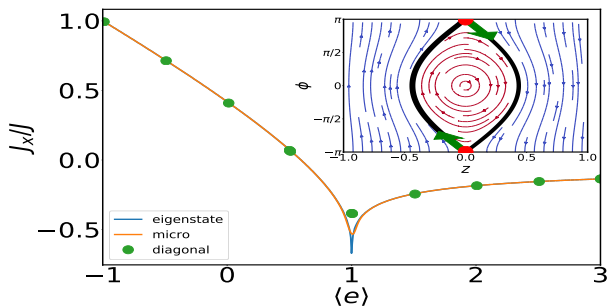 J_x/J
1.0
0.5
0.0
−0.5
−1
0
1
2
3
⟨e⟩
eigenstate
micro
diagonal
ϕ
π
π/2
0
−π/2
−π
−1.0
−0.5
0.0
0.5
1.0
z